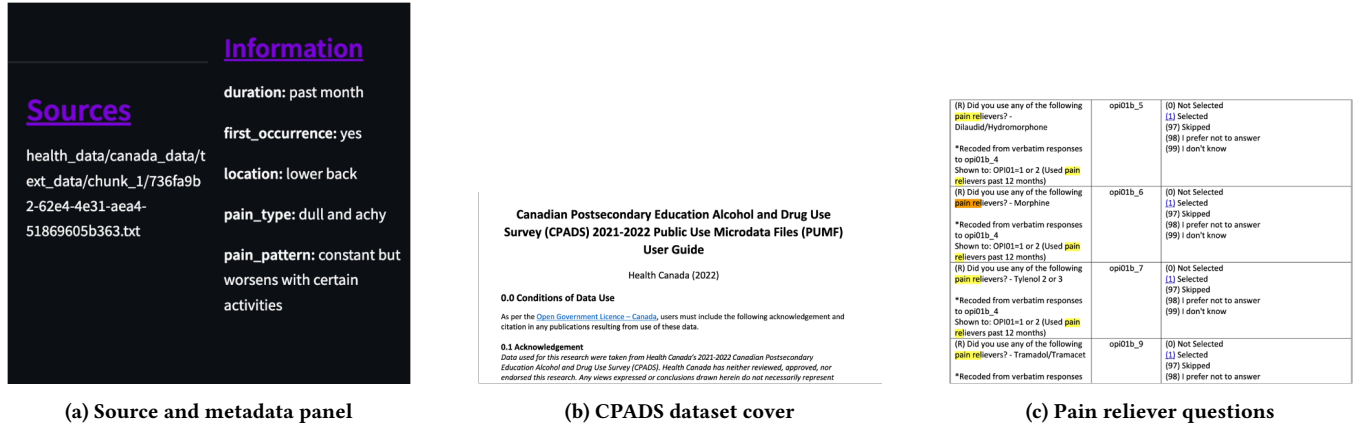 Information
duration: past month
first_occurrence: yes
location: lower back
pain_type: dull and achy
pain_pattern: constant but
worsens with certain
activities
Sources
health_data/canada_data/t
ext_data/chunk_1/736fa9b
2-62e4-4e31-aea4-
51869605b363.txt
(a) Source and metadata panel
Canadian Postsecondary Education Alcohol and Drug Use
Survey (CPADS) 2021-2022 Public Use Microdata Files (PUMF)
User Guide
Health Canada (2022)
0.0 Conditions of Data Use
As per the Open Government Licence – Canada, users must include the following acknowledgement and
citation in any publications resulting from use of these data.
0.1 Acknowledgement
Data used for this research were taken from Health Canada's 2021-2022 Canadian Postsecondary
Education Alcohol and Drug Use Survey (CPADS). Health Canada has neither reviewed, approved, nor
endorsed this research. Any views expressed or conclusions drawn herein do not necessarily represent
(b) CPADS dataset cover
(R) Did you use any of the following
pain relievers? -
Dilaudid/Hydromorphone
*Recoded from verbatim responses
to opi01b_4
Shown to: OPI01=1 or 2 (Used pain
relievers past 12 months)
opi01b_5
(0) Not Selected
(1) Selected
(97) Skipped
(98) I prefer not to answer
(99) I don't know
(R) Did you use any of the following
pain relievers? - Morphine
*Recoded from verbatim responses
to opi01b_4
Shown to: OPI01=1 or 2 (Used pain
relievers past 12 months)
opi01b_6
(0) Not Selected
(1) Selected
(97) Skipped
(98) I prefer not to answer
(99) I don't know
(R) Did you use any of the following
pain relievers? - Tylenol 2 or 3
*Recoded from verbatim responses
to opi01b_4
Shown to: OPI01=1 or 2 (Used pain
relievers past 12 months)
opi01b_7
(0) Not Selected
(1) Selected
(97) Skipped
(98) I prefer not to answer
(99) I don't know
(R) Did you use any of the following
pain relievers? - Tramadol/Tramacet
*Recoded from verbatim responses
opi01b_9
(0) Not Selected
(1) Selected
(97) Skipped
(98) I prefer not to answer
(c) Pain reliever questions